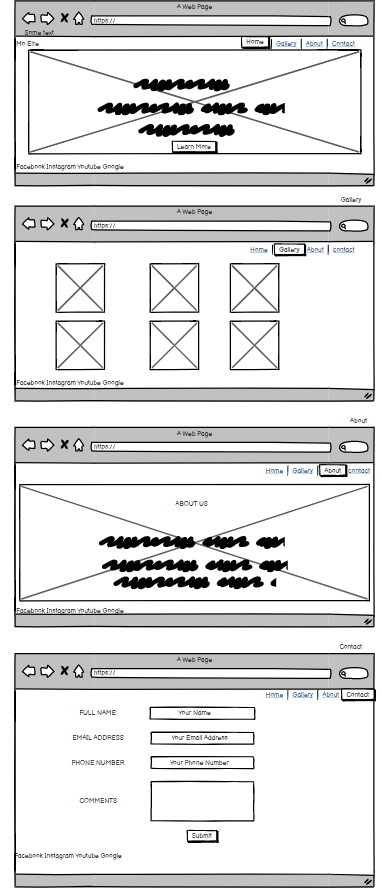 A Web Page
https://
Some text
Mo Eire
Home Gallery About Contact
Learn More
Facebook Instagram Youtube Google
Gallery
A Web Page
https://
Home Gallery About contact
Facebook Instagram Youtube Google
About
A Web Page
https://
Home Gallery About contact
ABOUT US
Facebook Instagram Youtube Google
Contact
A Web Page
https://
Home Gallery About Contact
FULL NAME: Your Name
EMAIL ADDRESS Your Email Address
PHONE NUMBER Your Phone Number
COMMENTS
Submit
Facebook Instagram Youtube Google